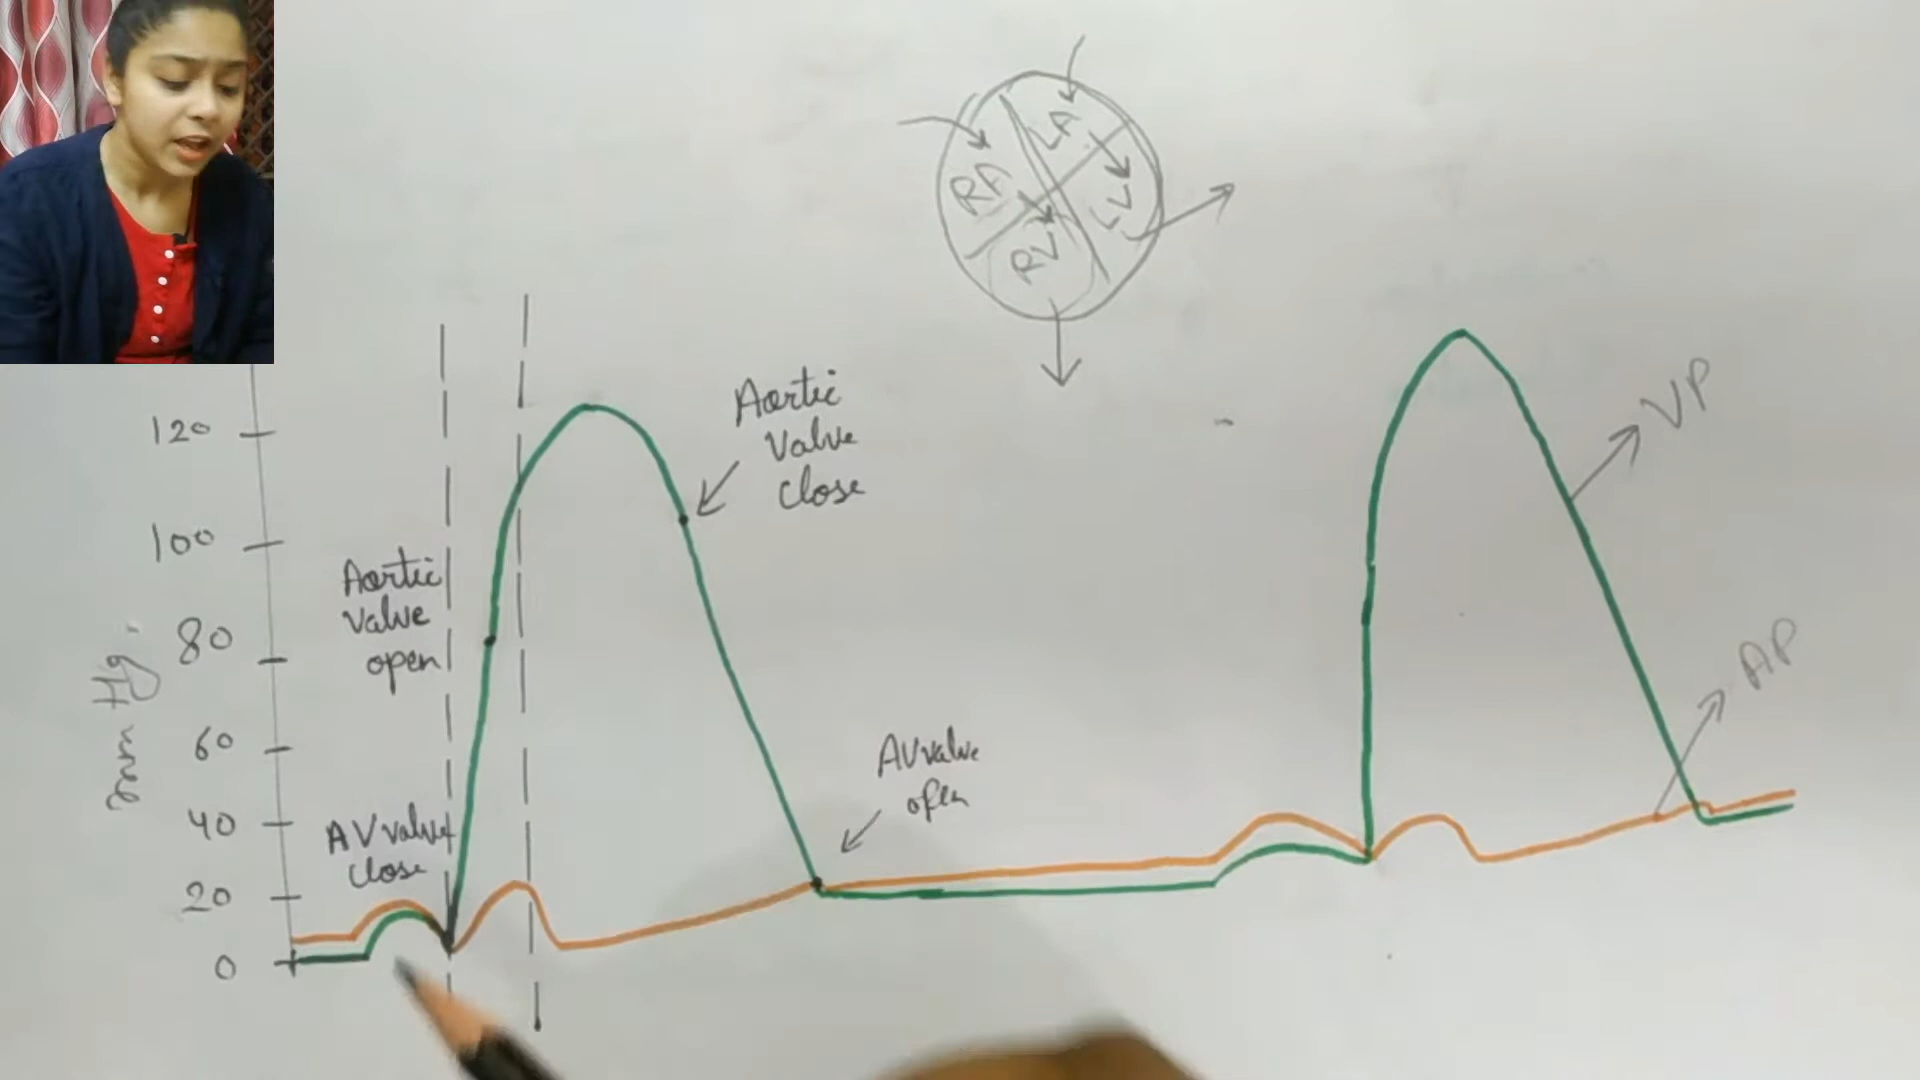 RA
LA
RV
LV
120
100
80
60
40
20
0
mm Hg.
Aortic
valve
open
AV valve
close
Aortic
Valve
close
AV valve
open
VP
AP